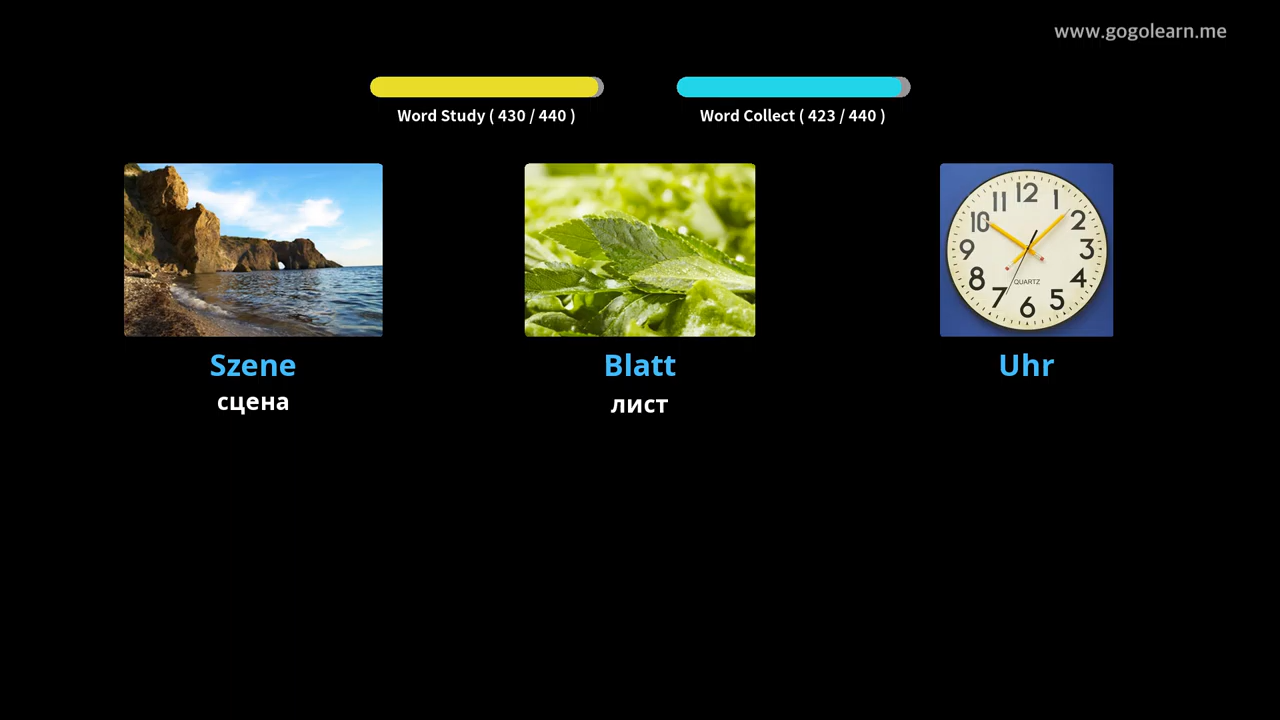 www.gogolearn.me
Word Study ( 430 / 440 )
Word Collect ( 423 / 440 )
12
1
2
3
4
5
6
7
8
9
10
11
QUARTZ
Szene
Blatt
Uhr
сцена
лист